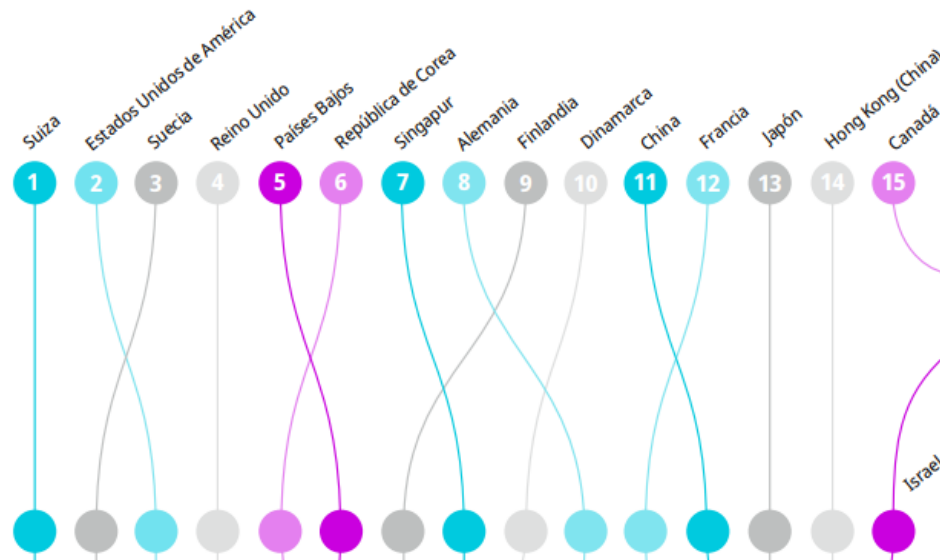 Suiza
Estados Unidos de América
Suecia
Reino Unido
Países Bajos
República de Corea
Singapur
Alemania
Finlandia
Dinamarca
China
Francia
Japón
Hong Kong (China)
Canadá
1 2 3 4 5 6 7 8 9 10 11 12 13 14 15
Israel